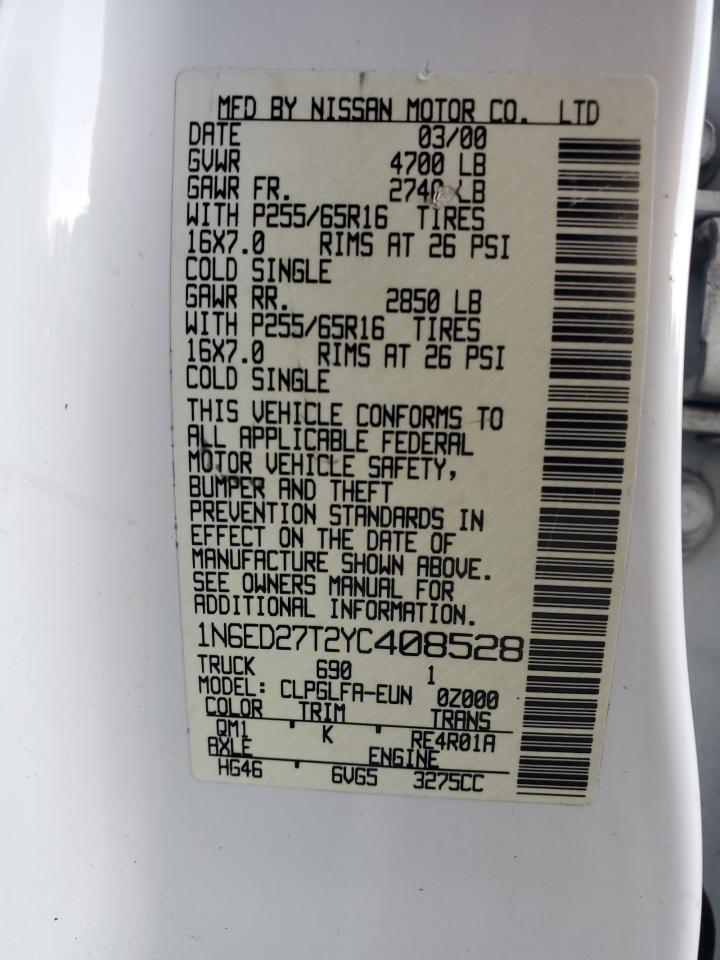 MFD BY NISSAN MOTOR CO. LTD
DATE 03/00
GVWR 4700 LB
GAWR FR. 2740 LB
WITH P255/65R16 TIRES
16X7.0 RIMS AT 26 PSI
COLD SINGLE
GAWR RR. 2850 LB
WITH P255/65R16 TIRES
16X7.0 RIMS AT 26 PSI
COLD SINGLE
THIS VEHICLE CONFORMS TO
ALL APPLICABLE FEDERAL
MOTOR VEHICLE SAFETY,
BUMPER AND THEFT
PREVENTION STANDARDS IN
EFFECT ON THE DATE OF
MANUFACTURE SHOWN ABOVE.
SEE OWNERS MANUAL FOR
ADDITIONAL INFORMATION.
1N6ED27T2YC408528
TRUCK 690 1
MODEL: CLPGLFA-EUN 0Z000
COLOR TRIM TRANS
QM1 ' K ' RE4R01A
AXLE ENGINE
HG46 ' 6VG5 3275CC